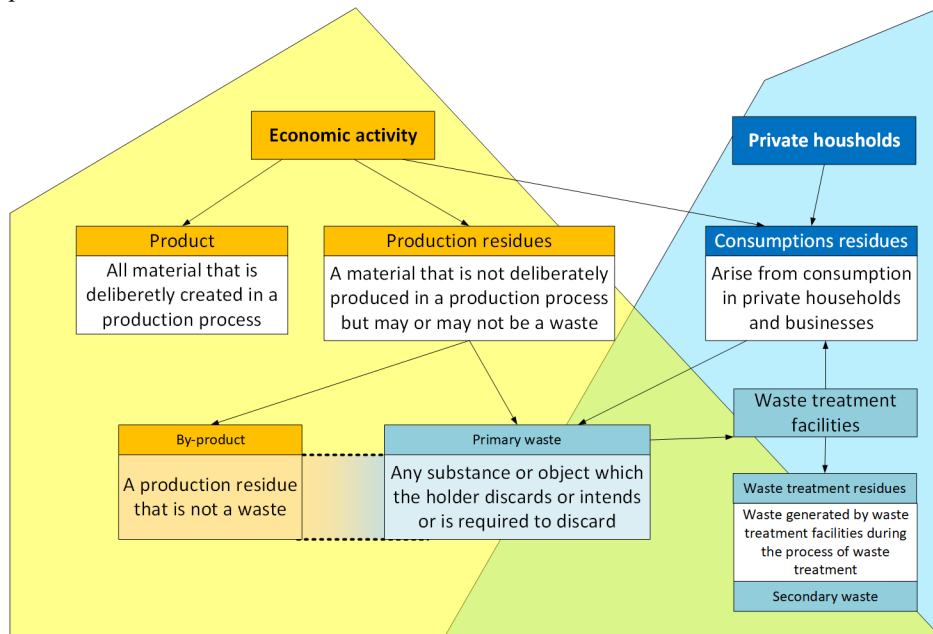 Economic activity
Private housholds
Product
All material that is
deliberetly created in a
production process
Production residues
A material that is not deliberately
produced in a production process
but may or may not be a waste
Consumptions residues
Arise from consumption
in private households
and businesses
Waste treatment
facilities
By-product
A production residue
that is not a waste
Primary waste
Any substance or object which
the holder discards or intends
or is required to discard
Waste treatment residues
Waste generated by waste
treatment facilities during
the process of waste
treatment
Secondary waste